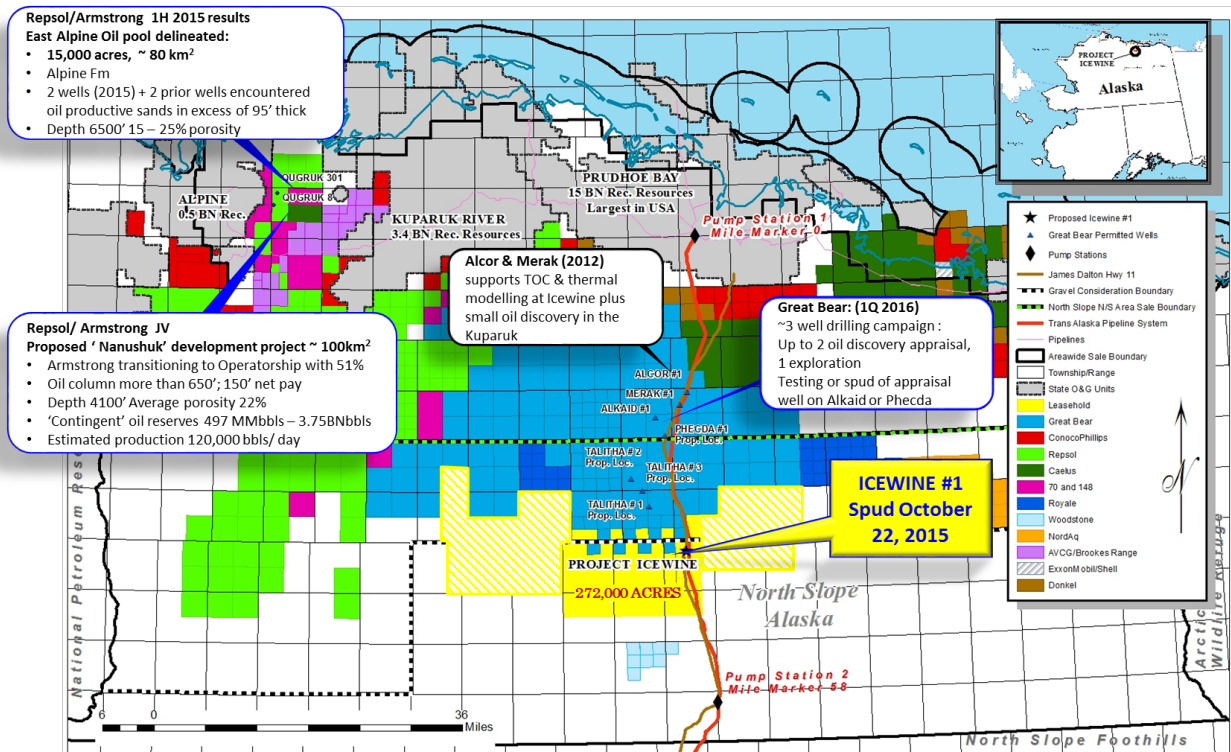 Repsol/Armstrong 1H 2015 results
East Alpine Oil pool delineated:
• 15,000 acres, ~ 80 km²
• Alpine Fm
• 2 wells (2015) + 2 prior wells encountered
oil productive sands in excess of 95' thick
• Depth 6500' 15 – 25% porosity
PROJECT
ICEWINE
Alaska
QUGRUK 301
QUGRUK 8
ALPINE
0.5 BN Rec.
KUPARUK RIVER
3.4 BN Rec. Resources
PRUDHOE BAY
15 BN Rec. Resources
Largest in USA
Pump Station 1
Mile Marker 0
Alcor & Merak (2012)
supports TOC & thermal
modelling at Icewine plus
small oil discovery in the
Kuparuk
Great Bear: (1Q 2016)
~3 well drilling campaign :
Up to 2 oil discovery appraisal,
1 exploration
Testing or spud of appraisal
well on Alkaid or Phecda
Repsol/ Armstrong JV
Proposed ‘ Nanushuk’ development project ~ 100km²
• Armstrong transitioning to Operatorship with 51%
• Oil column more than 650’; 150’ net pay
• Depth 4100’ Average porosity 22%
• ‘Contingent’ oil reserves 497 MMbbls – 3.75BNbbls
• Estimated production 120,000 bbls/ day
ALCOR #1
MERAK #1
ALKAID #1
PHECDA #1
Prop. Loc.
TALITHA # 2
Prop. Loc.
TALITHA # 3
Prop. Loc.
TALITHA # 1
Prop. Loc.
ICEWINE #1
Spud October
22, 2015
PROJECT ICEWINE
272,000 ACRES
North Slope
Alaska
Pump Station 2
Mile Marker 58
National Petroleum Rese
Arctic
Wildlife Refuge
North Slope Foothills
6 0 36
Miles
Proposed Icewine #1
Great Bear Permitted Wells
Pump Stations
James Dalton Hwy 11
Gravel Consideration Boundary
North Slope N/S Area Sale Boundary
Trans Alaska Pipeline System
Pipelines
Areawide Sale Boundary
Township/Range
State O&G Units
Leasehold
Great Bear
ConocoPhillips
Repsol
Caelus
70 and 148
Royale
Woodstone
NordAq
AVCG/Brookes Range
ExxonMobil/Shell
Donkel
N